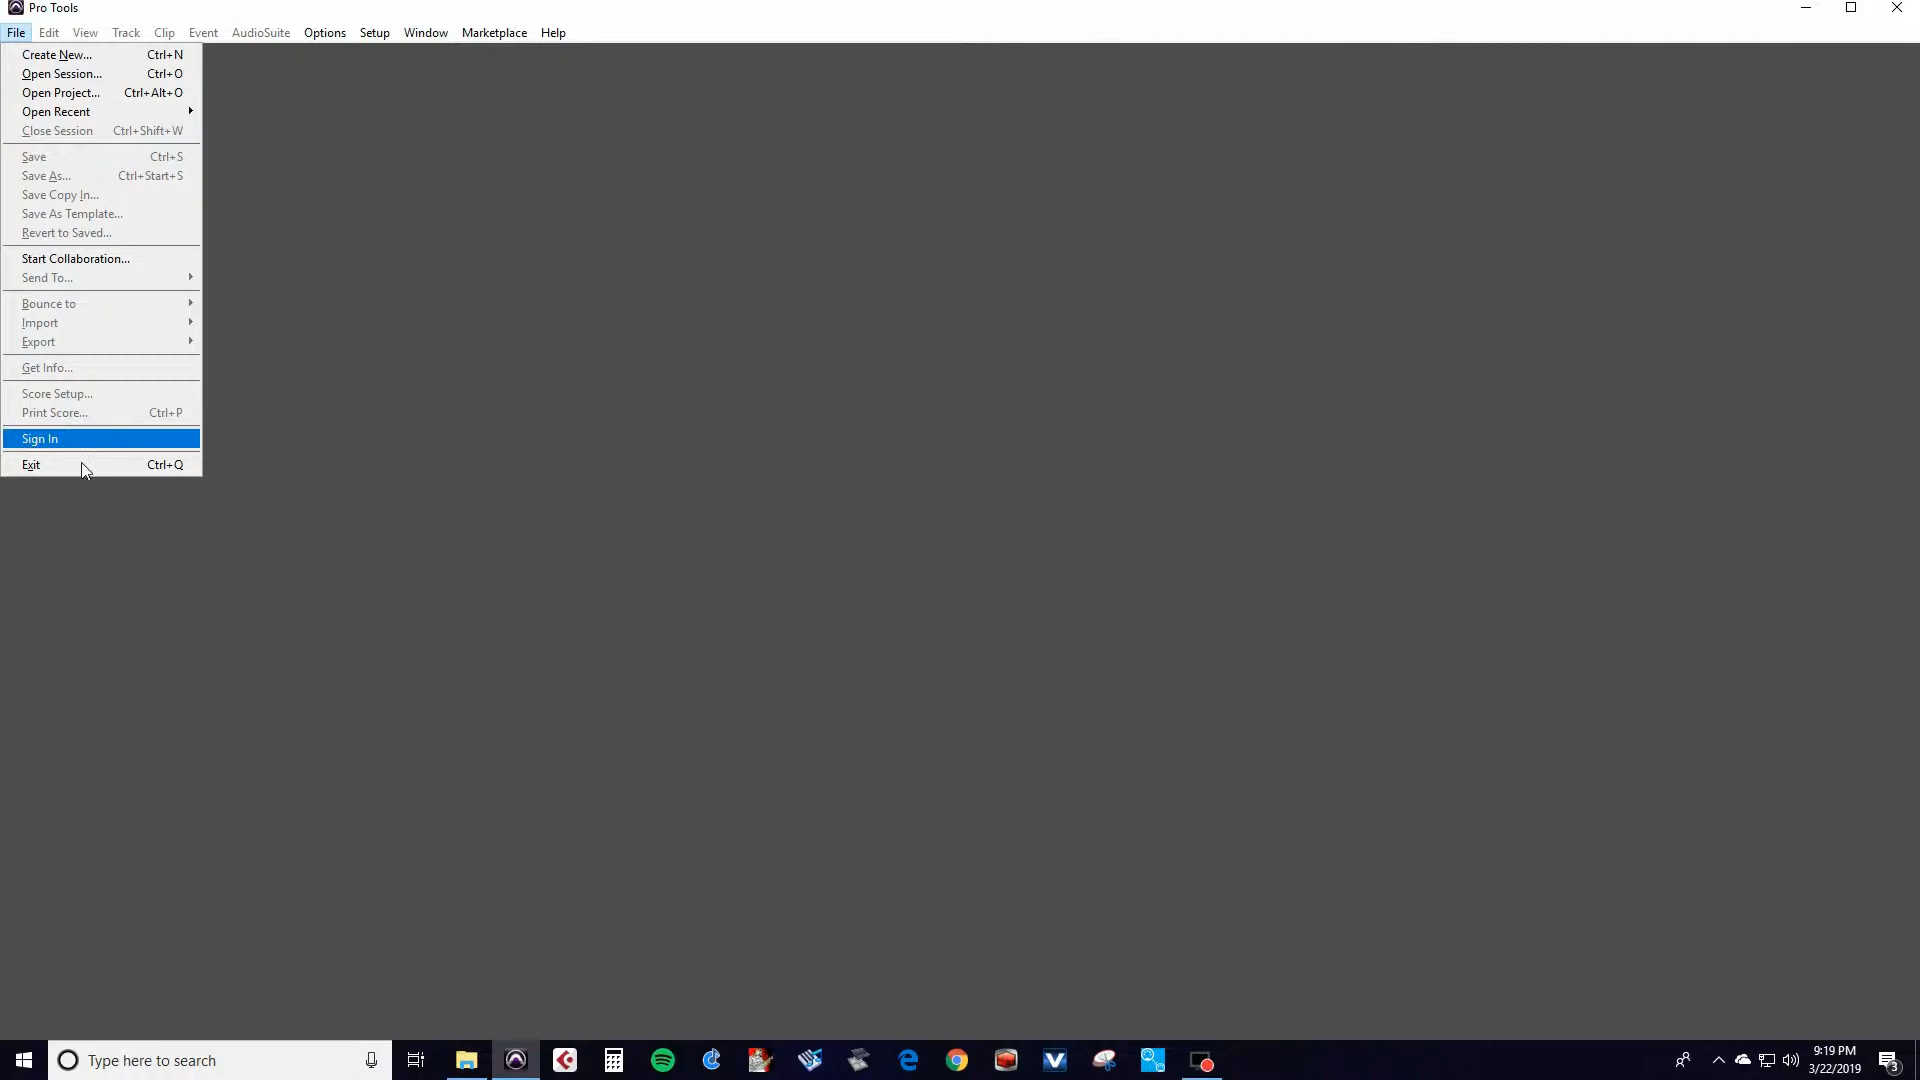 Pro Tools
File Edit View Track Clip Event AudioSuite Options Setup Window Marketplace Help
Create New... Ctrl+N
Open Session... Ctrl+O
Open Project... Ctrl+Alt+O
Open Recent
Close Session Ctrl+Shift+W
Save Ctrl+S
Save As... Ctrl+Start+S
Save Copy In...
Save As Template...
Revert to Saved...
Start Collaboration...
Send To...
Bounce to
Import
Export
Get Info...
Score Setup...
Print Score... Ctrl+P
Sign In
Exit Ctrl+Q
Type here to search
9:19 PM
3/22/2019
3